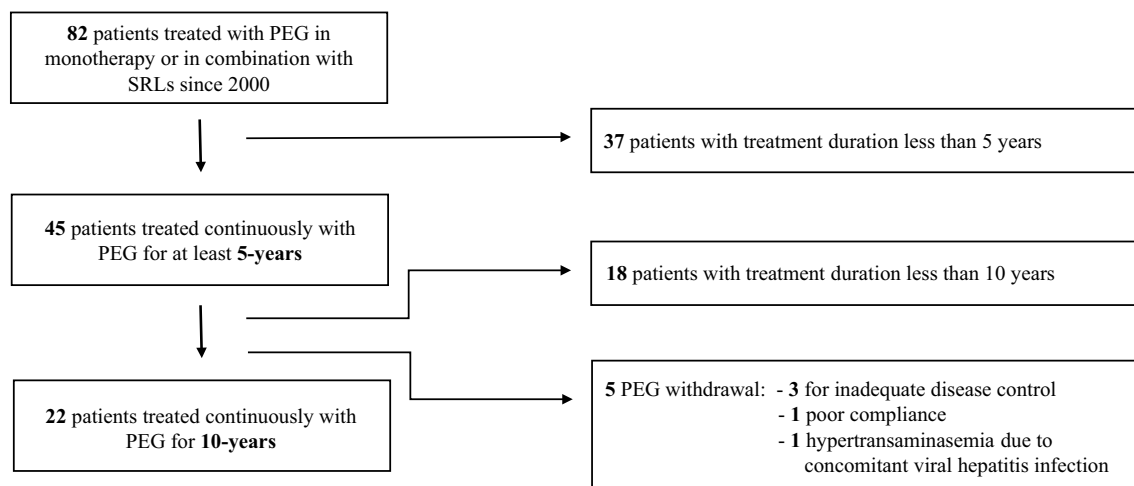 82 patients treated with PEG in
monotherapy or in combination with
SRLs since 2000
37 patients with treatment duration less than 5 years
45 patients treated continuously with
PEG for at least 5-years
18 patients with treatment duration less than 10 years
22 patients treated continuously with
PEG for 10-years
5 PEG withdrawal: - 3 for inadequate disease control
- 1 poor compliance
- 1 hypertransaminasemia due to
concomitant viral hepatitis infection